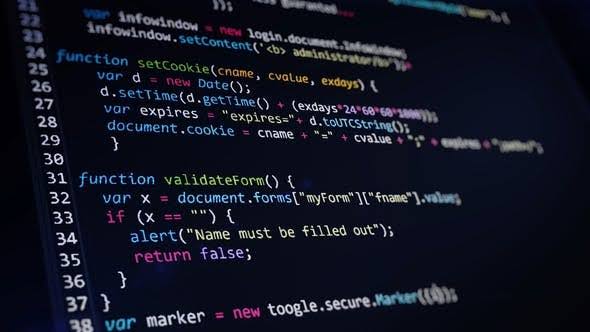 });
21 var infowindow = new login.document.infowindow;
22 infowindow.setContent('<b> administrator/b>');
23
24 function setCookie(cname, cvalue, exdays) {
25 var d = new Date();
26 d.setTime(d.getTime() + (exdays*24*60*60*1000));
27 var expires = "expires="+ d.toUTCString();
28 document.cookie = cname + "=" + cvalue + ";" + expires + ";path=/";
29 }
30
31 function validateForm() {
32 var x = document.forms["myForm"]["fname"].value;
33 if (x == "") {
34 alert("Name must be filled out");
35 return false;
36 }
37 }
38 var marker = new toogle.secure.Marker({